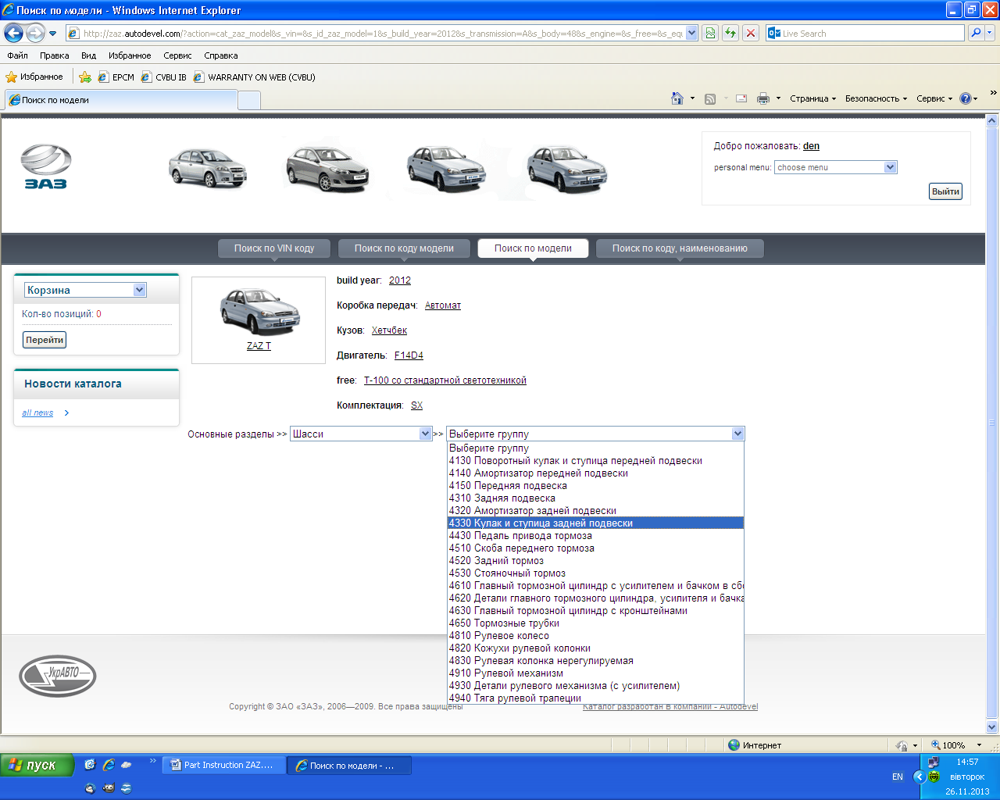 Поиск по модели - Windows Internet Explorer
http://zaz.autodevel.com/?action=cat_zaz_model&s_vin=&s_id_zaz_model=1&s_build_year=2012&s_transmission=A&s_body=48&s_engine=&s_free=&s_equ
Live Search
Файл Правка Вид Избранное Сервис Справка
Избранное EPCM CVBU IB WARRANTY ON WEB (CVBU)
Поиск по модели
Страница Безопасность Сервис
ЗАЗ
Добро пожаловать: den
personal menu: choose menu
Выйти
Поиск по VIN коду Поиск по коду модели Поиск по модели Поиск по коду, наименованию
Корзина
Кол-во позиций: 0
Перейти
Новости каталога
all news
ZAZ T
build year: 2012
Коробка передач: Автомат
Кузов: Хетчбек
Двигатель: F14D4
free: Т-100 со стандартной светотехникой
Комплектация: SX
Основные разделы >> Шасси >> Выберите группу
Выберите группу
4130 Поворотный кулак и ступица передней подвески
4140 Амортизатор передней подвески
4150 Передняя подвеска
4310 Задняя подвеска
4320 Амортизатор задней подвески
4330 Кулак и ступица задней подвески
4430 Педаль привода тормоза
4510 Скоба переднего тормоза
4520 Задний тормоз
4530 Стояночный тормоз
4610 Главный тормозной цилиндр с усилителем и бачком в сбо
4620 Детали главного тормозного цилиндра, усилителя и бачка
4630 Главный тормозной цилиндр с кронштейнами
4650 Тормозные трубки
4810 Рулевое колесо
4820 Кожухи рулевой колонки
4830 Рулевая колонка нерегулируемая
4910 Рулевой механизм
4930 Детали рулевого механизма (с усилителем)
4940 Тяга рулевой трапеции
УкрАВТО
Copyright © ЗАО «ЗАЗ», 2006—2009. Все права защищены
Каталог разработан в компании - Autodevel
Интернет 100%
пуск
Part Instruction ZAZ....
Поиск по модели - ...
EN
14:57
вівторок
26.11.2013